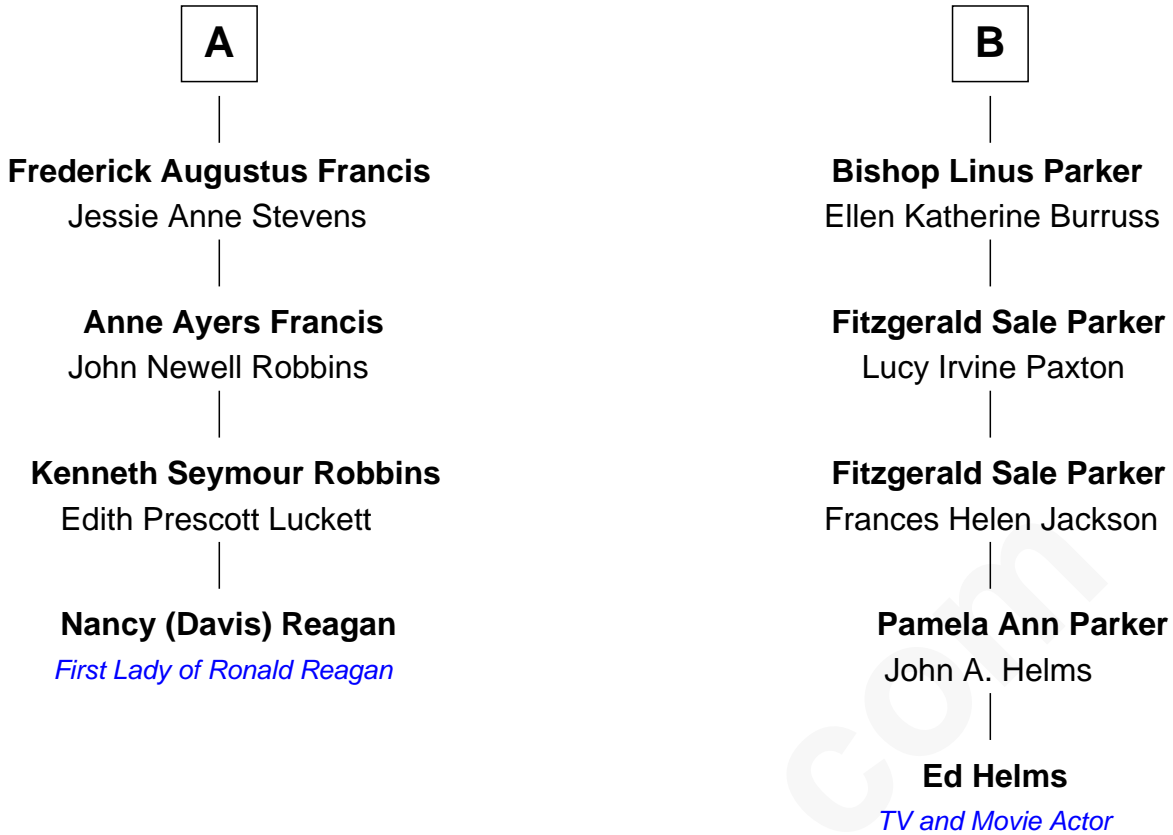 A
Frederick Augustus Francis
Jessie Anne Stevens
Anne Ayers Francis
John Newell Robbins
Kenneth Seymour Robbins
Edith Prescott Luckett
Nancy (Davis) Reagan
First Lady of Ronald Reagan
B
Bishop Linus Parker
Ellen Katherine Burruss
Fitzgerald Sale Parker
Lucy Irvine Paxton
Fitzgerald Sale Parker
Frances Helen Jackson
Pamela Ann Parker
John A. Helms
Ed Helms
TV and Movie Actor
com